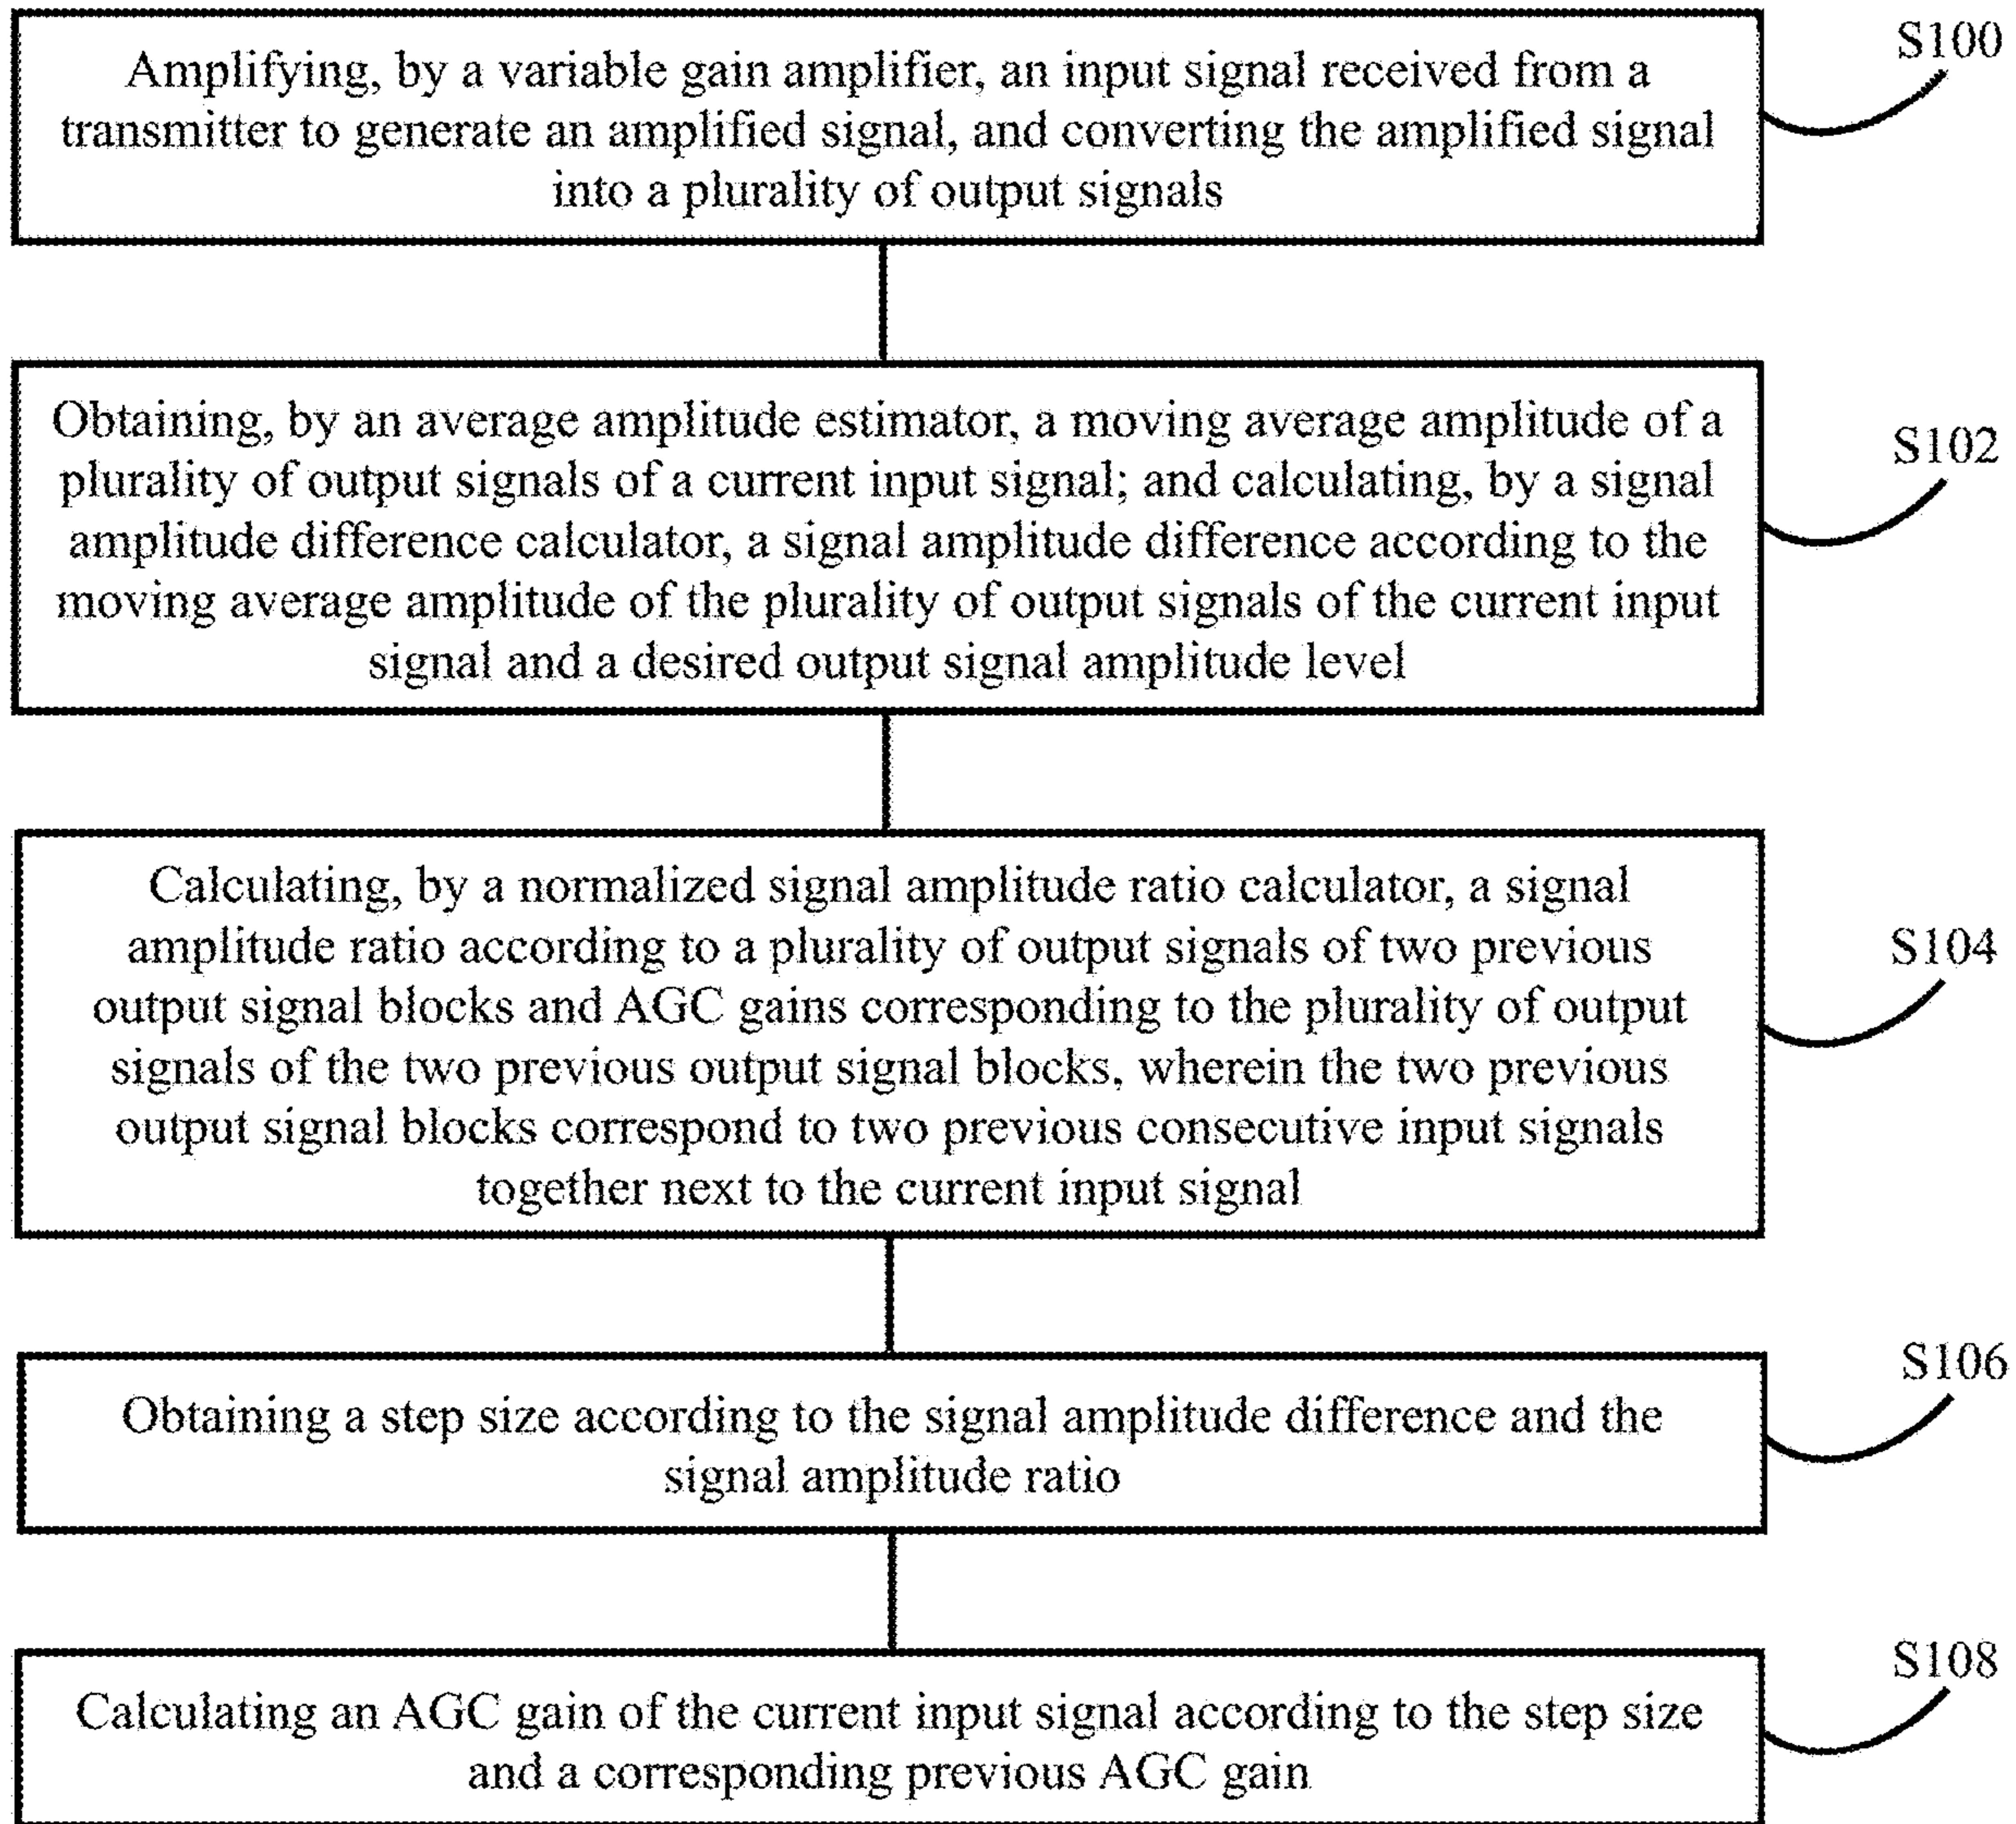 Amplifying, by a variable gain amplifier, an input signal received from a
transmitter to generate an amplified signal, and converting the amplified signal
into a plurality of output signals
S100
Obtaining, by an average amplitude estimator, a moving average amplitude of a
plurality of output signals of a current input signal; and calculating, by a signal
amplitude difference calculator, a signal amplitude difference according to the
moving average amplitude of the plurality of output signals of the current input
signal and a desired output signal amplitude level
S102
Calculating, by a normalized signal amplitude ratio calculator, a signal
amplitude ratio according to a plurality of output signals of two previous
output signal blocks and AGC gains corresponding to the plurality of output
signals of the two previous output signal blocks, wherein the two previous
output signal blocks correspond to two previous consecutive input signals
together next to the current input signal
S104
Obtaining a step size according to the signal amplitude difference and the
signal amplitude ratio
S106
Calculating an AGC gain of the current input signal according to the step size
and a corresponding previous AGC gain
S108